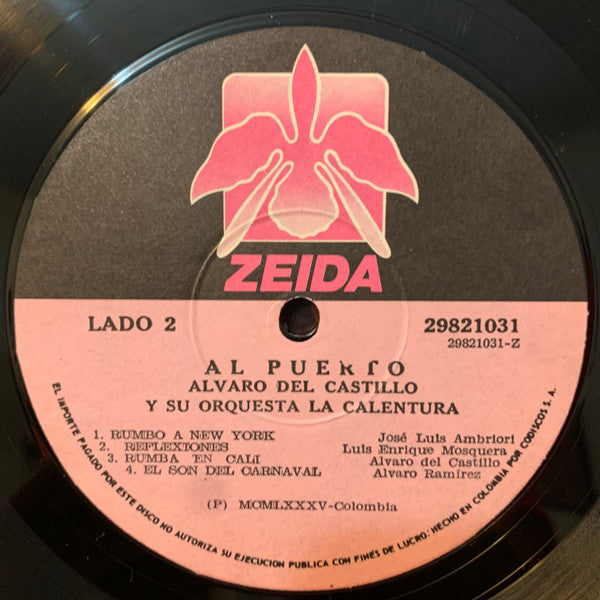 ZEIDA
LADO 2
29821031
29821031-Z
AL PUERTO
ALVARO DEL CASTILLO
Y SU ORQUESTA LA CALENTURA
1. RUMBO A NEW YORK José Luis Ambriori
2. REFLEXIONES Luis Enrique Mosquera
3. RUMBA EN CALI Alvaro del Castillo
4. EL SON DEL CARNAVAL Alvaro Ramírez
(P) MCMLXXXV-Colombia
EL IMPORTE PAGADO POR ESTE DISCO NO AUTORIZA SU EJECUCION PUBLICA CON FINES DE LUCRO: HECHO EN COLOMBIA POR CODISCOS S. A.